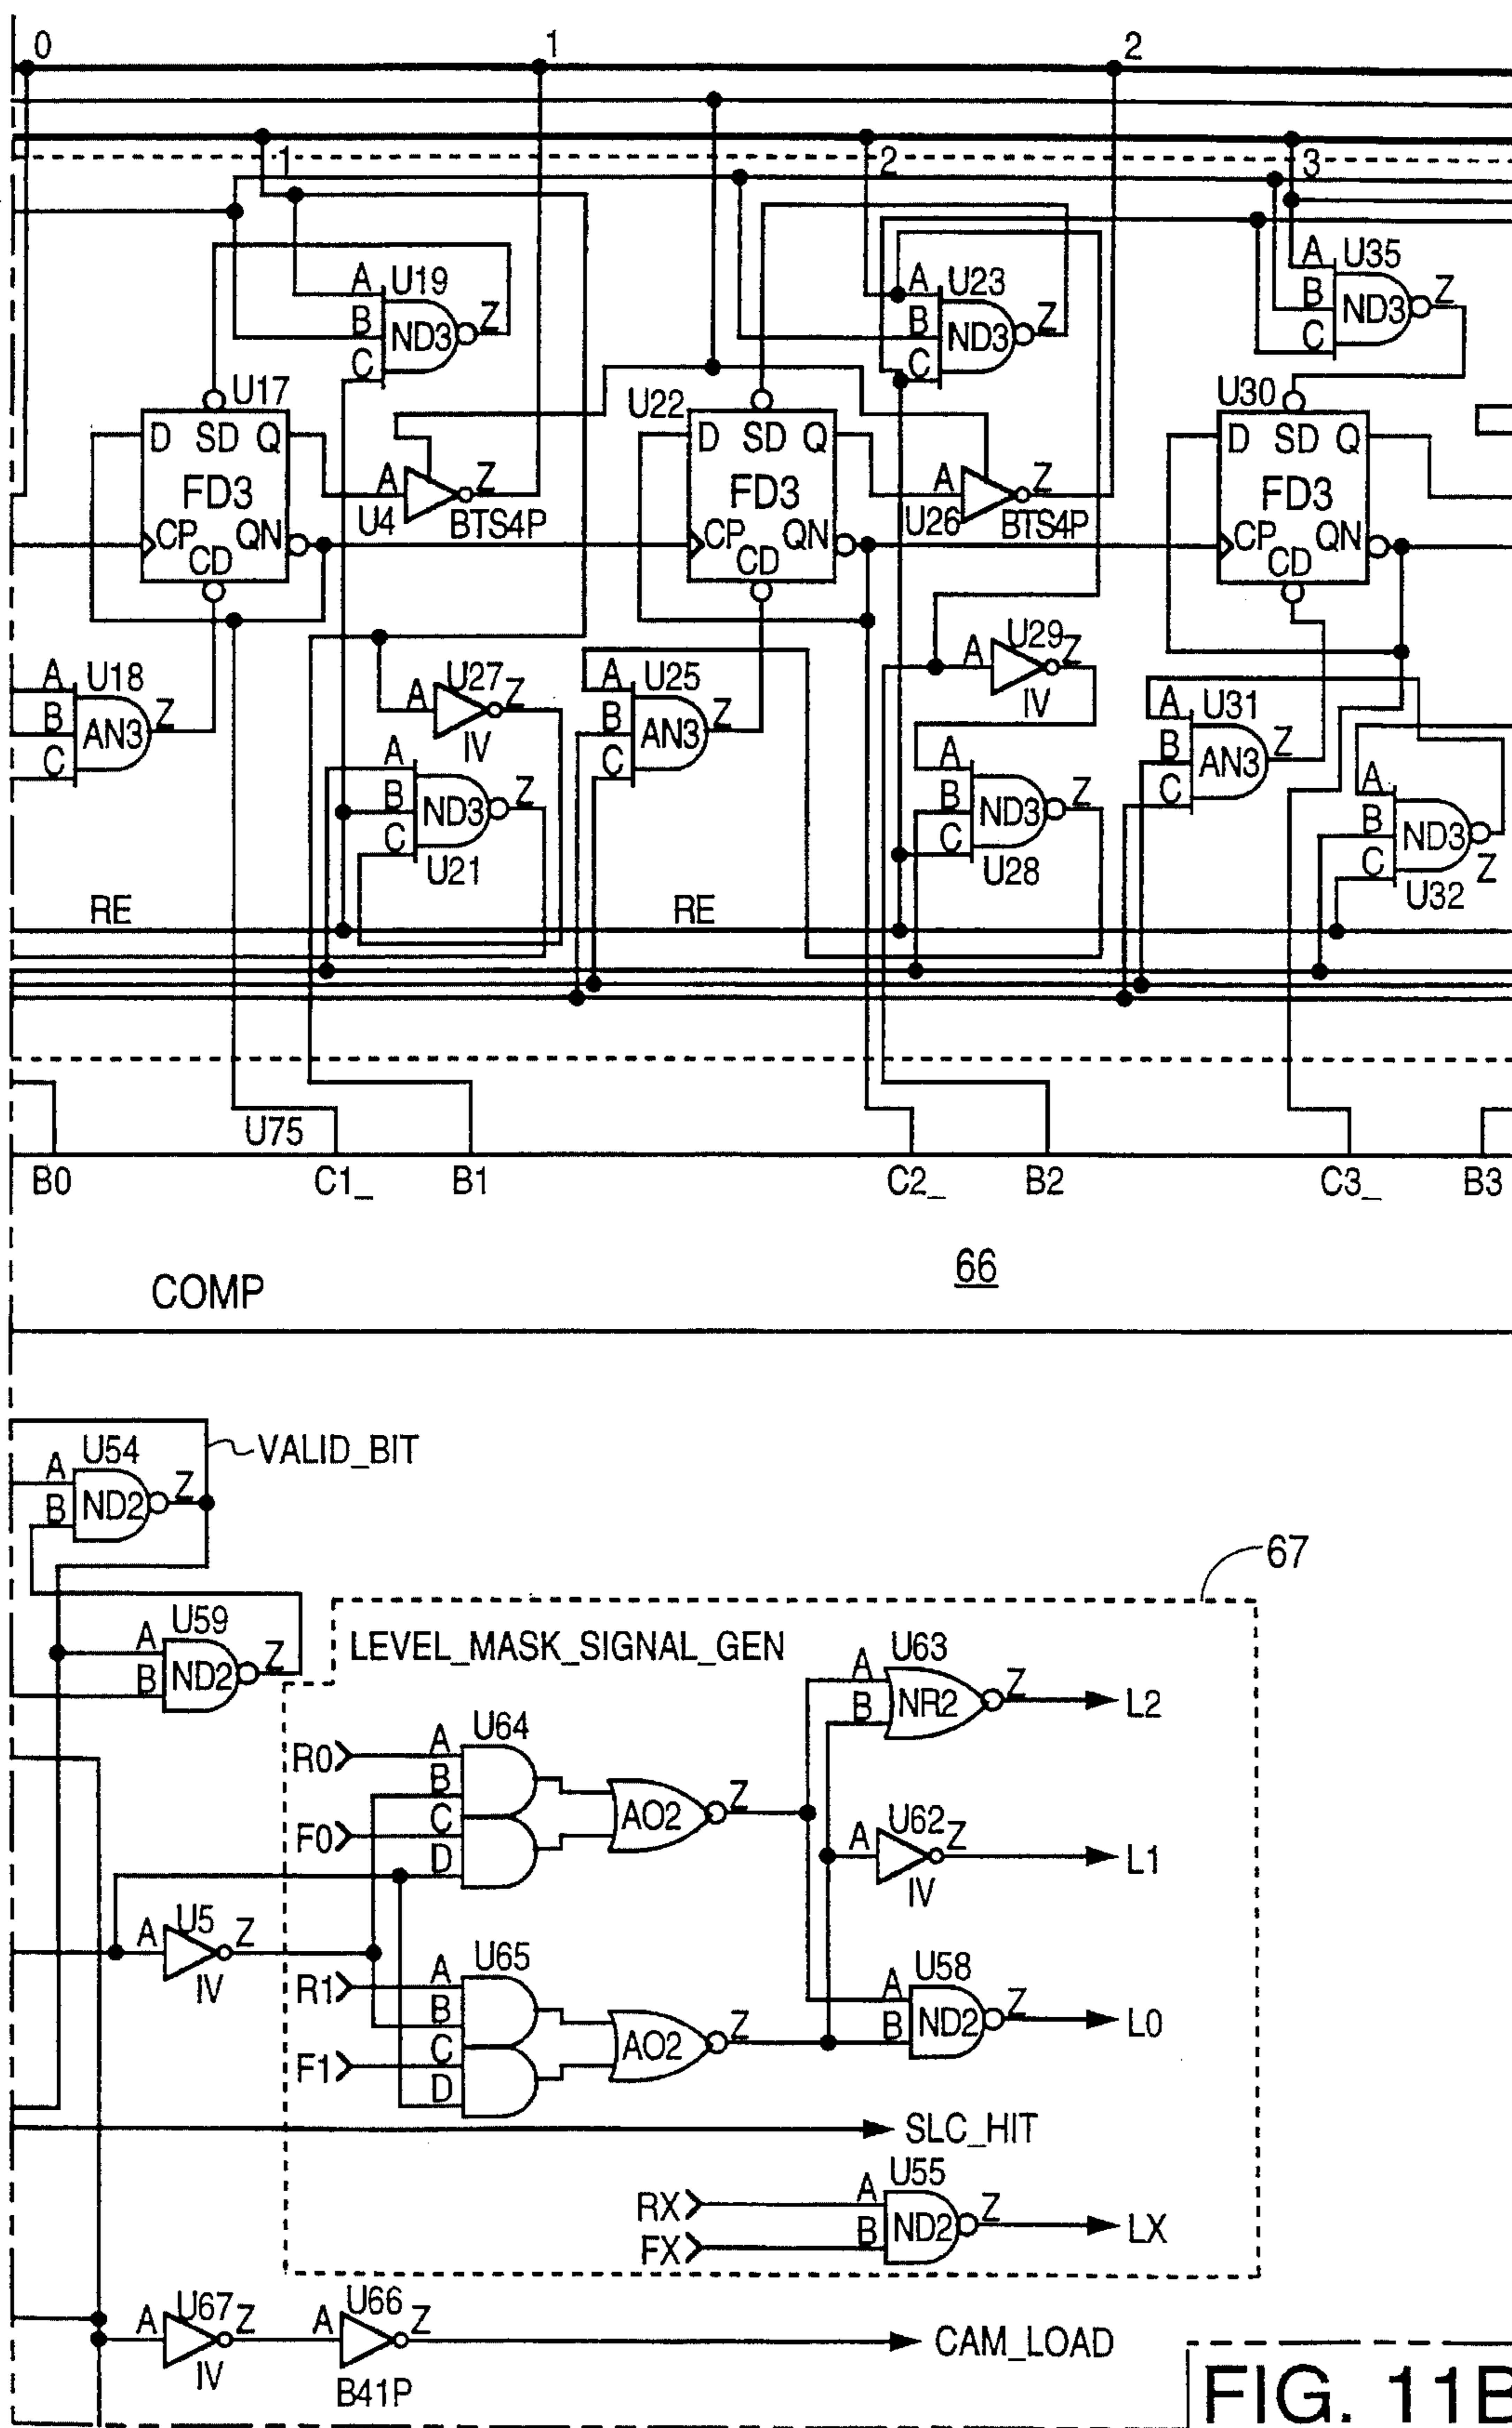 0 1 2
1 2 3
A U19 A U23 A U35
B ND3 Z B ND3 Z B ND3 Z
C C C
U17 U22 U30
D SD Q D SD Q D SD Q
FD3 A Z FD3 A Z FD3
U4 BTS4P U26 BTS4P
CP QN CP QN CP QN
CD CD CD
A U29 Z
IV
A U18 A U27 Z A U25 A U31
B AN3 Z IV B AN3 Z B AN3 Z
C C C
A A A
B ND3 Z B ND3 Z B ND3 Z
C C C
U21 U28 U32
RE RE
U75
B0 C1_ B1 C2_ B2 C3_ B3
COMP 66
U54 VALID_BIT
A Z
B ND2
67
U59
A Z
B ND2
LEVEL_MASK_SIGNAL_GEN
U63
A Z
B NR2 L2
U64
R0 A
B
F0 C AO2 Z
D
U62
A Z L1
IV
U5
A Z
IV
U65
R1 A
B
F1 C AO2 Z
D
U58
A Z
B ND2 L0
SLC_HIT
U55
RX A Z
FX B ND2 LX
U67 U66
A Z A Z CAM_LOAD
IV B41P
FIG. 11B